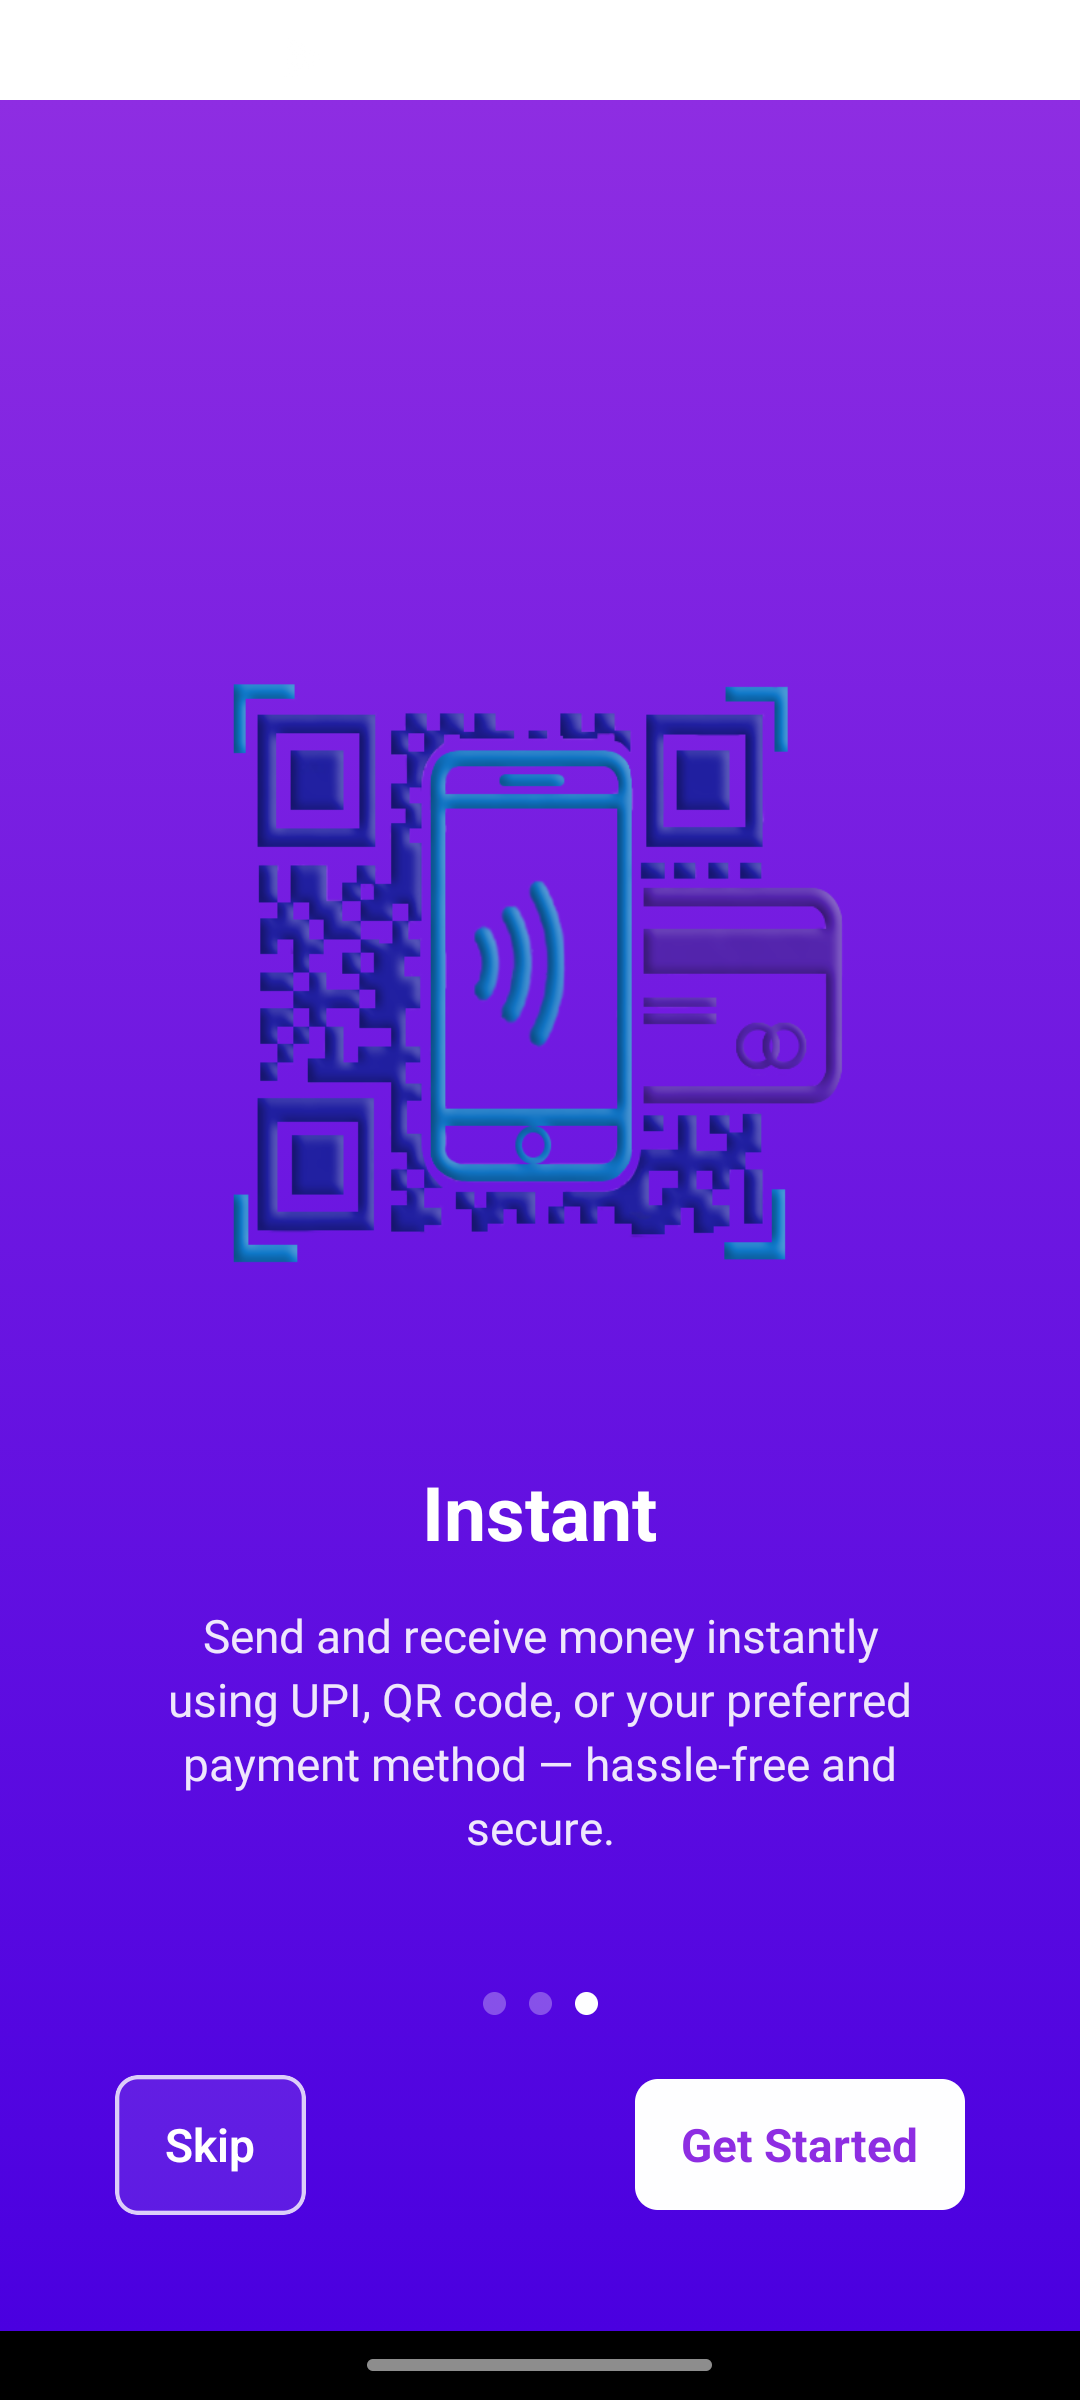 Instant
Send and receive money instantly
using UPI, QR code, or your preferred
payment method — hassle-free and
secure.
Skip
Get Started